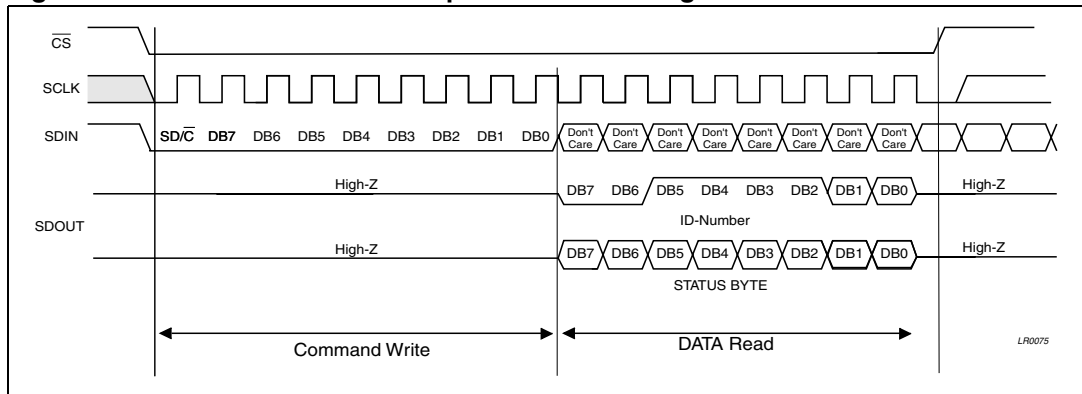 CS
SCLK
SDIN SD/C DB7 DB6 DB5 DB4 DB3 DB2 DB1 DB0 Don't Care Don't Care Don't Care Don't Care Don't Care Don't Care Don't Care Don't Care
High-Z DB7 DB6 DB5 DB4 DB3 DB2 DB1 DB0 High-Z
ID-Number
SDOUT
High-Z DB7 DB6 DB5 DB4 DB3 DB2 DB1 DB0 High-Z
STATUS BYTE
Command Write DATA Read LR0075